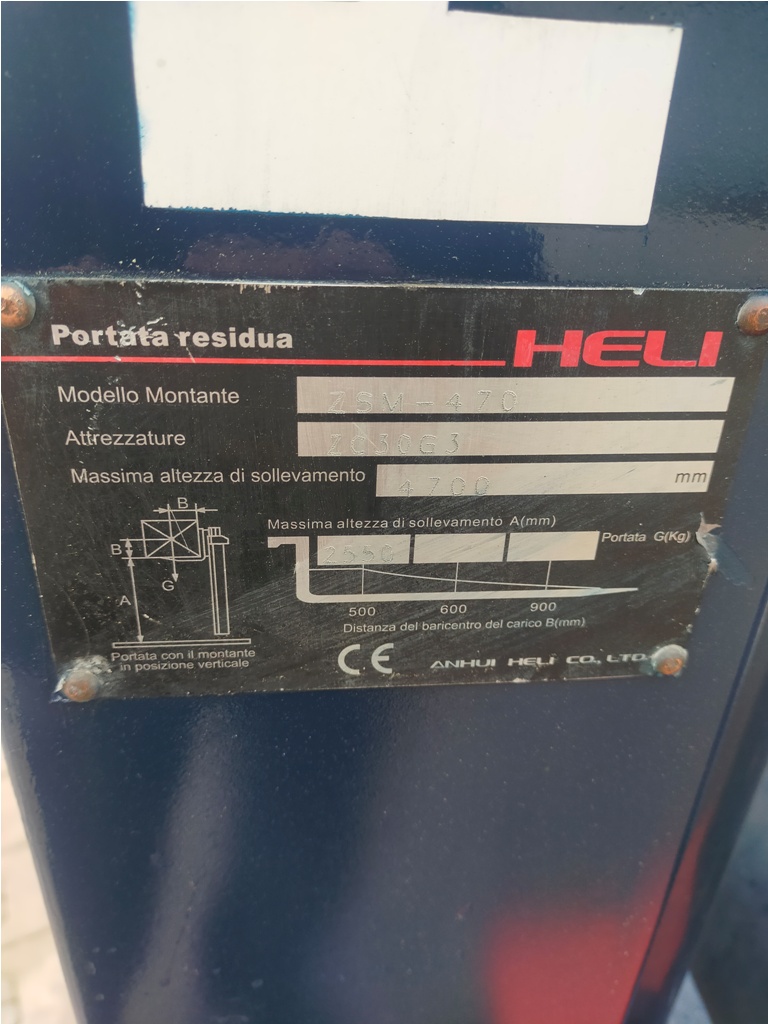 Portata residua HELI
Modello Montante ZSM-470
Attrezzature ZC30G3
Massima altezza di sollevamento 4700 mm
Massima altezza di sollevamento A(mm)
2550 Portata G(Kg)
B
B
G
A
500 600 900
Distanza del baricentro del carico B(mm)
Portata con il montante
in posizione verticale
CE ANHUI HELI CO., LTD.